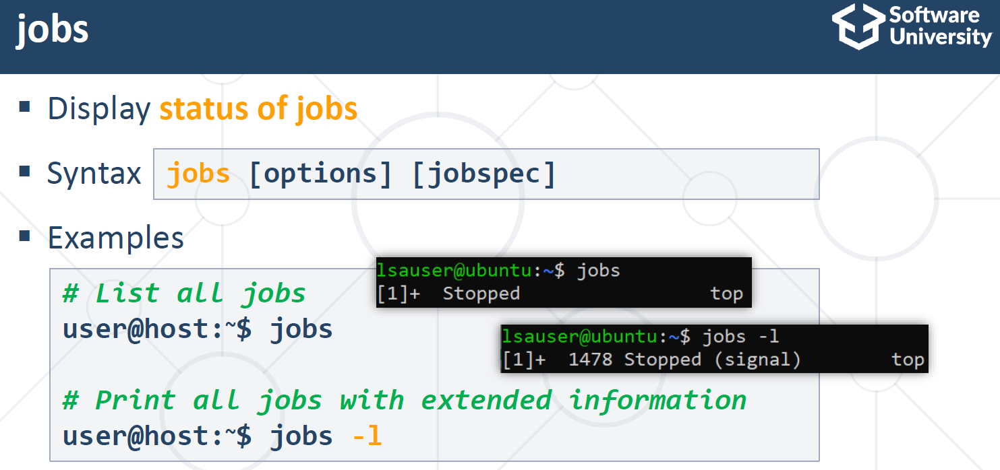 jobs
Software
University
▪ Display status of jobs
▪ Syntax jobs [options] [jobspec]
▪ Examples
# List all jobs
user@host:~$ jobs
lsauser@ubuntu:~$ jobs
[1]+  Stopped                 top
lsauser@ubuntu:~$ jobs -l
[1]+  1478 Stopped (signal)        top
# Print all jobs with extended information
user@host:~$ jobs -l